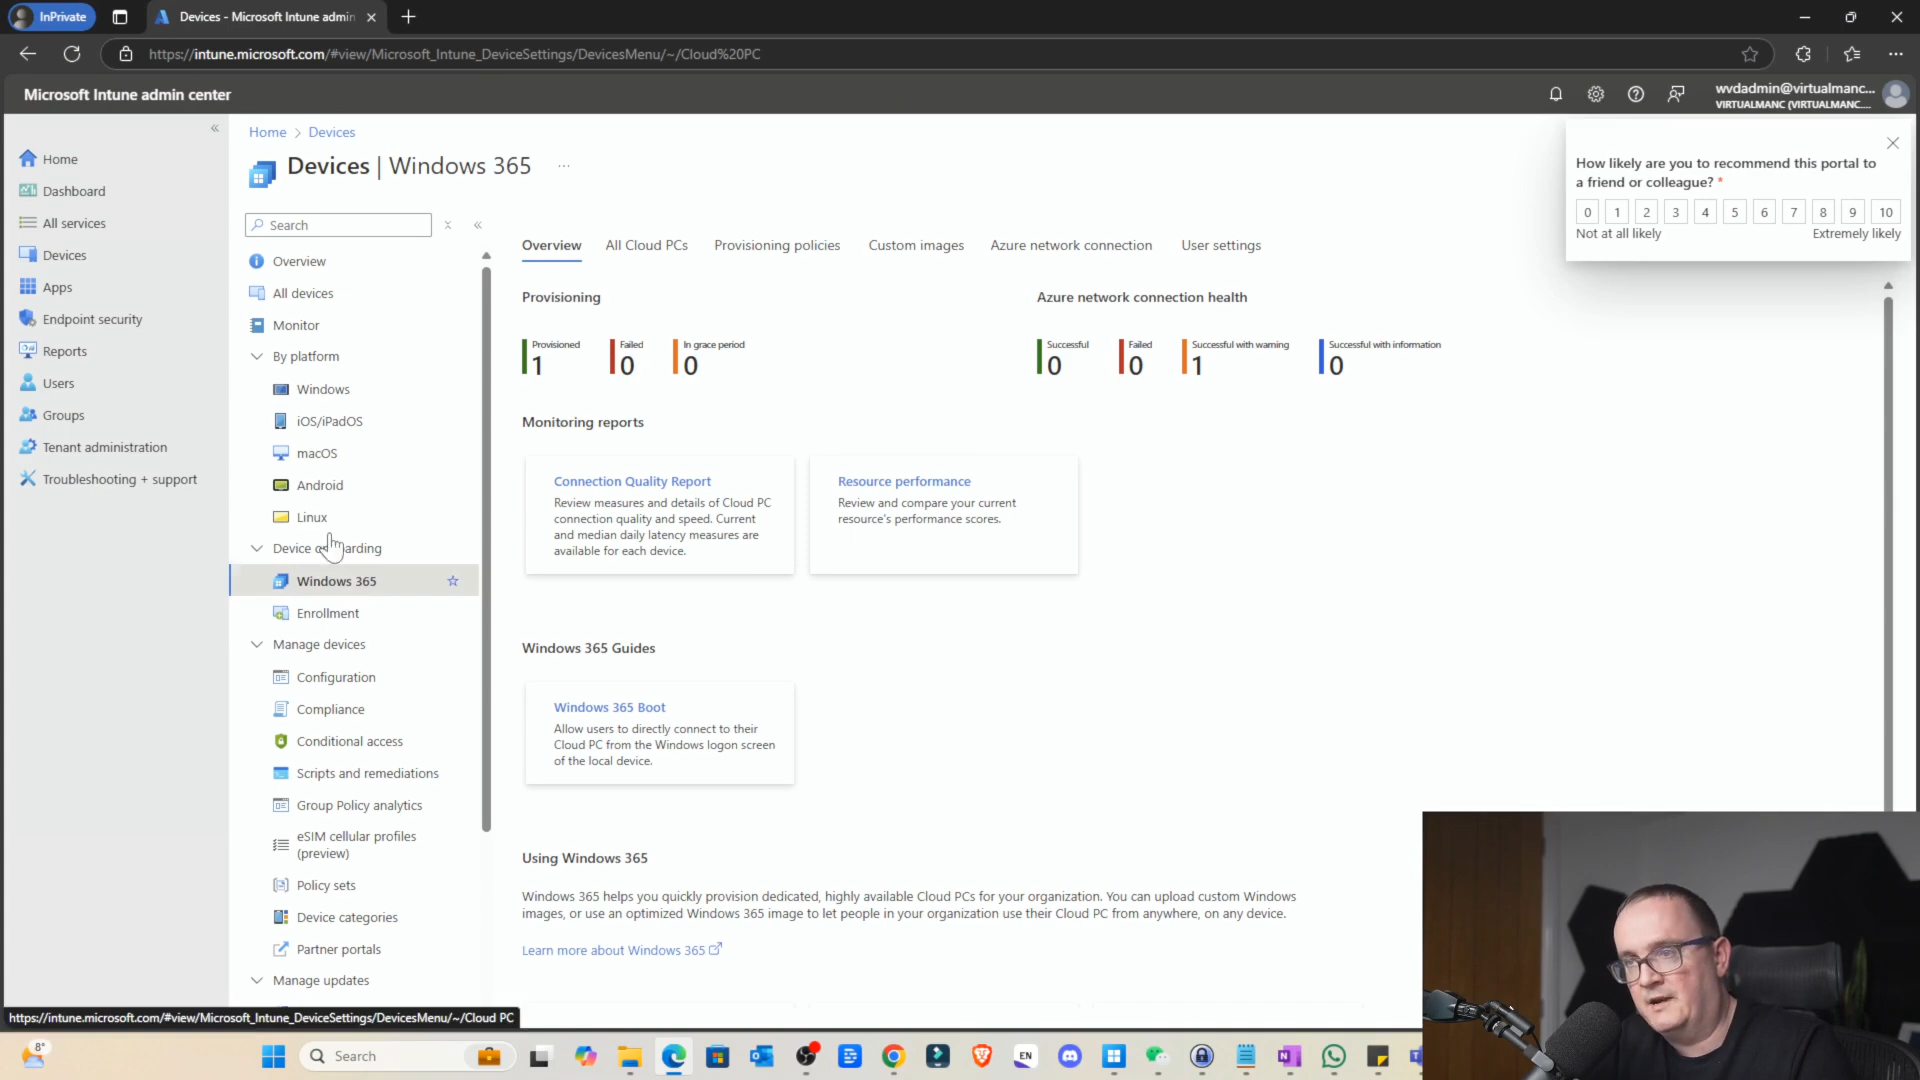 InPrivate
Devices - Microsoft Intune admin
https://intune.microsoft.com/#view/Microsoft_Intune_DeviceSettings/DevicesMenu/~/Cloud%20PC
Microsoft Intune admin center
wvdadmin@virtualmanc...
VIRTUALMANC (VIRTUALMANC....
Home
Dashboard
All services
Devices
Apps
Endpoint security
Reports
Users
Groups
Tenant administration
Troubleshooting + support
Home > Devices
Devices | Windows 365
...
Search
Overview
All devices
Monitor
By platform
Windows
iOS/iPadOS
macOS
Android
Linux
Device onboarding
Windows 365
Enrollment
Manage devices
Configuration
Compliance
Conditional access
Scripts and remediations
Group Policy analytics
eSIM cellular profiles
(preview)
Policy sets
Device categories
Partner portals
Manage updates
Overview All Cloud PCs Provisioning policies Custom images Azure network connection User settings
Provisioning
Provisioned
1
Failed
0
In grace period
0
Azure network connection health
Successful
0
Failed
0
Successful with warning
1
Successful with information
0
Monitoring reports
Connection Quality Report
Review measures and details of Cloud PC
connection quality and speed. Current
and median daily latency measures are
available for each device.
Resource performance
Review and compare your current
resource's performance scores.
Windows 365 Guides
Windows 365 Boot
Allow users to directly connect to their
Cloud PC from the Windows logon screen
of the local device.
Using Windows 365
Windows 365 helps you quickly provision dedicated, highly available Cloud PCs for your organization. You can upload custom Windows
images, or use an optimized Windows 365 image to let people in your organization use their Cloud PC from anywhere, on any device.
Learn more about Windows 365
How likely are you to recommend this portal to
a friend or colleague? *
0 1 2 3 4 5 6 7 8 9 10
Not at all likely Extremely likely
https://intune.microsoft.com/#view/Microsoft_Intune_DeviceSettings/DevicesMenu/~/Cloud PC
8°
Search
EN